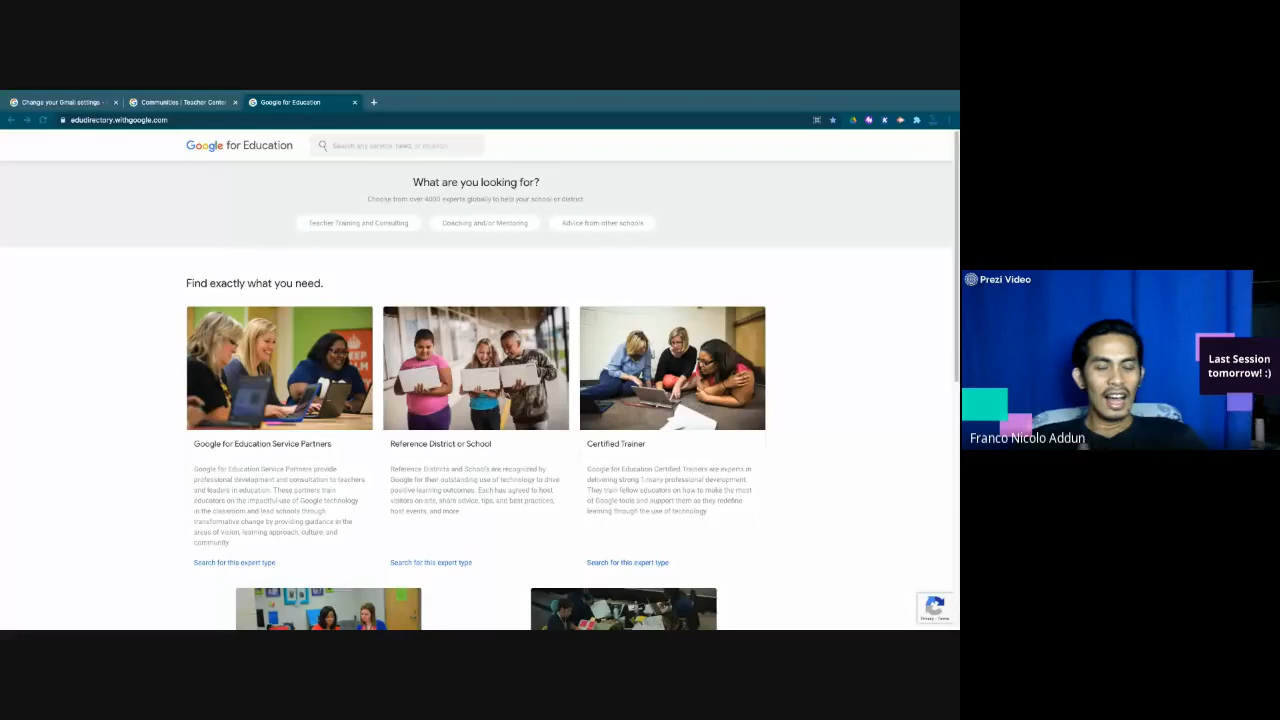 Change your Gmail settings -
Communities | Teacher Center
Google for Education
edudirectory.withgoogle.com
Google for Education
Search any service, need, or location
What are you looking for?
Choose from over 4000 experts globally to help your school or district
Teacher Training and Consulting
Coaching and/or Mentoring
Advice from other schools
Find exactly what you need.
Google for Education Service Partners
Google for Education Service Partners provide
professional development and consultation to teachers
and leaders in education. These partners train
educators on the impactful use of Google technology
in the classroom and lead schools through
transformative change by providing guidance in the
areas of vision, learning approach, culture, and
community
Search for this expert type
Reference District or School
Reference Districts and Schools are recognized by
Google for their outstanding use of technology to
drive positive learning outcomes. Each has agreed to host
visitors on-site, share advice, tips, and best practices,
host events, and more
Search for this expert type
Certified Trainer
Google for Education Certified Trainers are experts in
delivering strong 1:many professional development.
They train fellow educators on how to make the most
of Google tools and support them as they redefine
learning through the use of technology
Search for this expert type
Privacy - Terms
Prezi Video
Last Session
tomorrow! :)
Franco Nicolo Addun